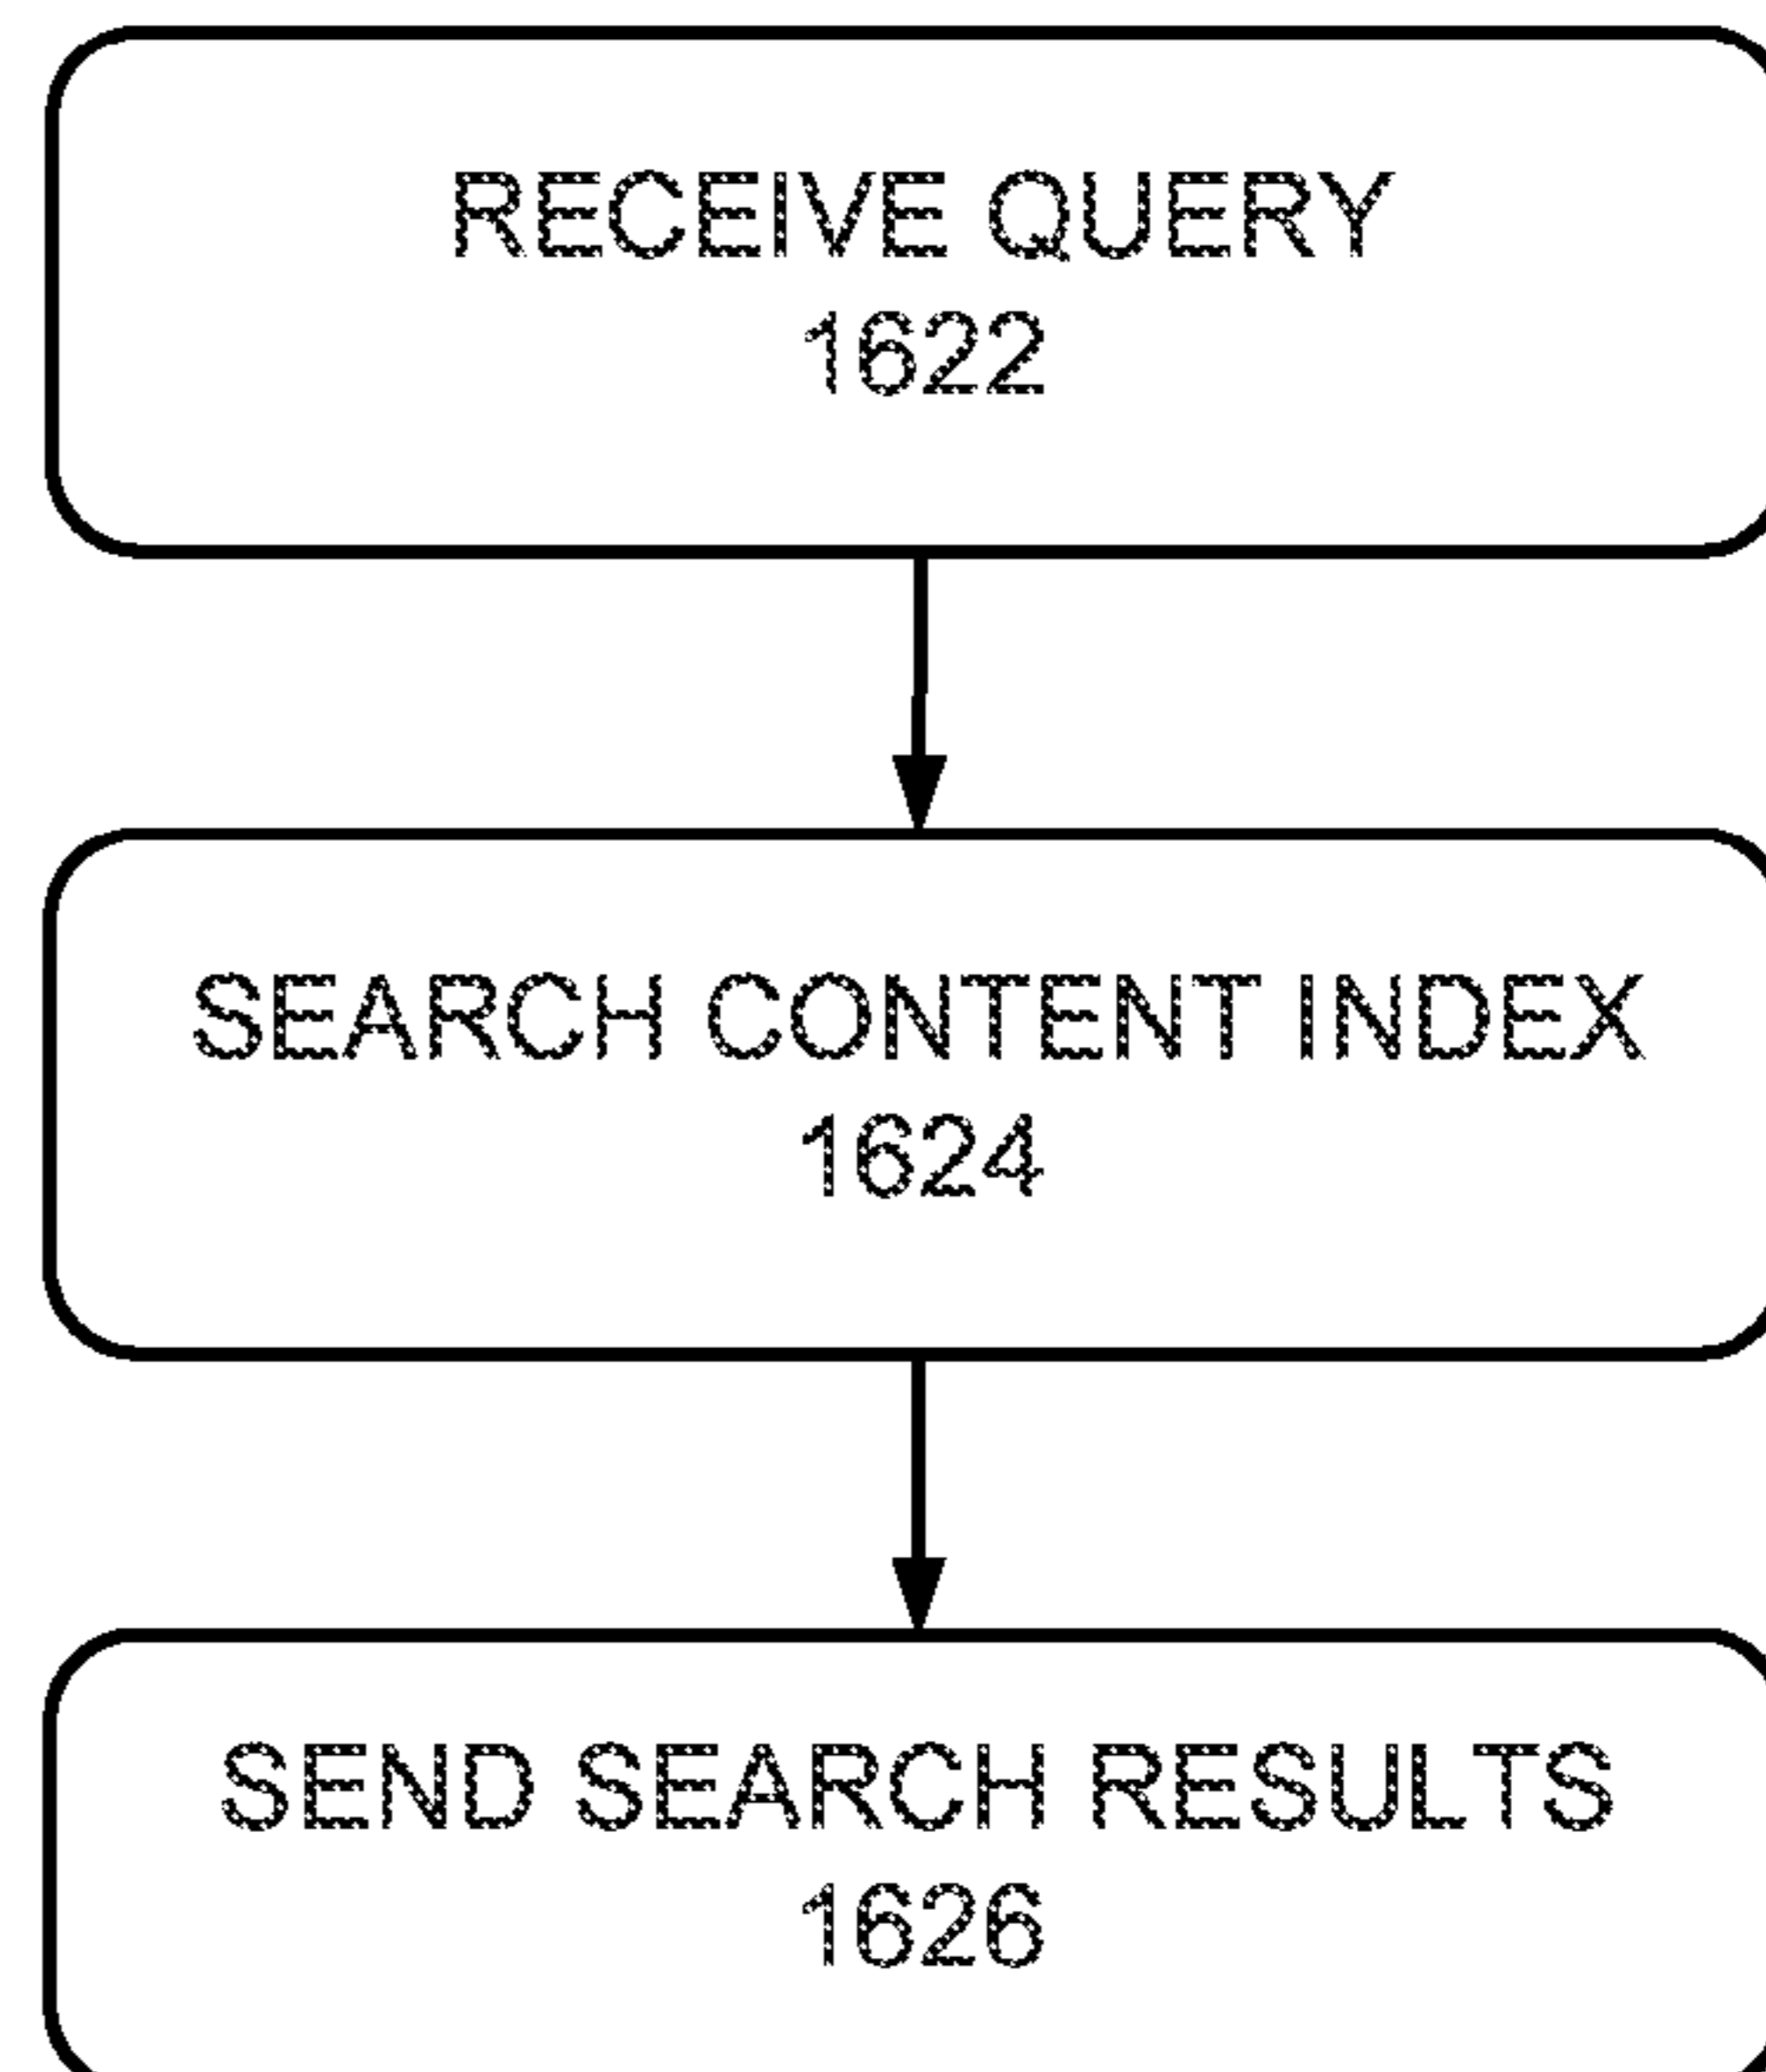 RECEIVE QUERY
1622
SEARCH CONTENT INDEX
1624
SEND SEARCH RESULTS
1626